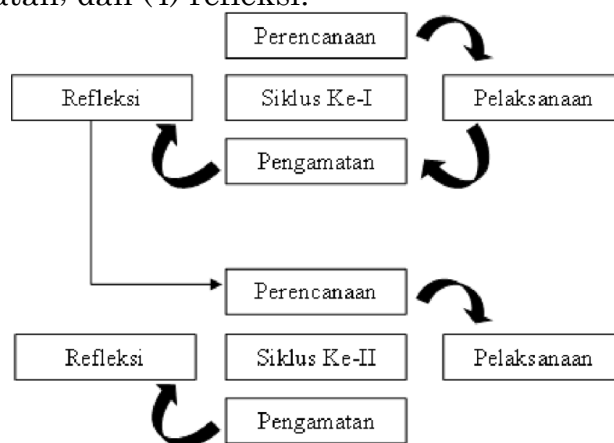 dan (4) refleksi.
Perencanaan
Refleksi
Siklus Ke-I
Pelaksanaan
Pengamatan
Perencanaan
Refleksi
Siklus Ke-II
Pelaksanaan
Pengamatan